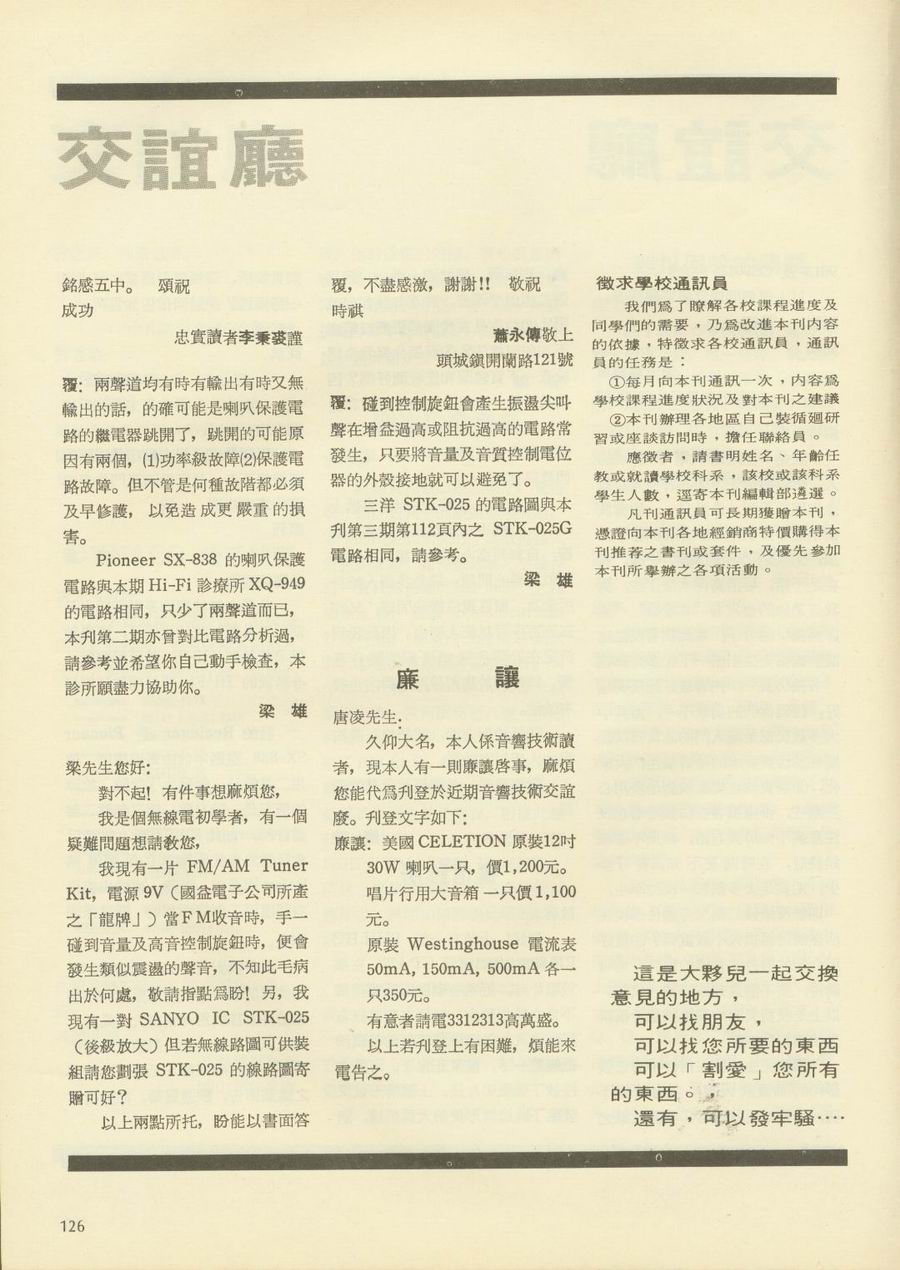 交誼廳
銘感五中。 頌祝
成功
忠實讀者李秉裘謹
覆：兩聲道均有時有輸出有時又無
輸出的話，的確可能是喇叭保護電
路的繼電器跳開了，跳開的可能原
因有兩個，⑴功率級故障⑵保護電
路故障。但不管是何種故階都必須
及早修護，以免造成更嚴重的損
害。
Pioneer SX-838 的喇叭保護
電路與本期 Hi-Fi 診療所 XQ-949
的電路相同，只少了兩聲道而已，
本刋第二期亦曾對比電路分析過，
請參考並希望你自己動手檢查，本
診所願盡力協助你。
梁 雄
梁先生您好：
對不起！有件事想麻煩您，
我是個無線電初學者，有一個
疑難問題想請教您，
我現有一片 FM/AM Tuner
Kit，電源 9V（國益電子公司所產
之「龍牌」）當FM收音時，手一
碰到音量及高音控制旋鈕時，便會
發生類似震盪的聲音，不知此毛病
出於何處，敬請指點爲盼！另，我
現有一對 SANYO IC STK-025
（後級放大）但若無線路圖可供裝
組請您劃張 STK-025 的線路圖寄
贈可好？
以上兩點所托，盼能以書面答
覆，不盡感激，謝謝!! 敬祝
時祺
蕭永傳敬上
頭城鎭開蘭路121號
覆：碰到控制旋鈕會產生振盪尖叫
聲在增益過高或阻抗過高的電路常
發生，只要將音量及音質控制電位
器的外殼接地就可以避免了。
三洋 STK-025 的電路圖與本
刋第三期第112頁內之 STK-025G
電路相同，請參考。
梁 雄
廉 讓
唐凌先生：
久仰大名，本人係音響技術讀
者，現本人有一則廉讓啓事，麻煩
您能代爲刋登於近期音響技術交誼
廳。刋登文字如下：
廉讓：美國 CELETION 原裝12吋
30W 喇叭一只，價1,200元。
唱片行用大音箱一只價 1,100
元。
原裝 Westinghouse 電流表
50mA, 150mA, 500mA 各一
只350元。
有意者請電3312313高萬盛。
以上若刋登上有困難，煩能來
電告之。
徵求學校通訊員
我們爲了瞭解各校課程進度及
同學們的需要，乃爲改進本刊內容
的依據，特徵求各校通訊員，通訊
員的任務是：
①每月向本刊通訊一次，內容爲
學校課程進度狀況及對本刊之建議
②本刊辦理各地區自己裝循廻研
習或座談訪問時，擔任聯絡員。
應徵者，請書明姓名、年齡任
教或就讀學校科系，該校或該科系
學生人數，逕寄本刊編輯部遴選。
凡刊通訊員可長期獲贈本刊，
憑證向本刊各地經銷商特價購得本
刊推荐之書刊或套件，及優先參加
本刊所舉辦之各項活動。
這是大夥兒一起交換
意見的地方，
可以找朋友，
可以找您所要的東西
可以「割愛」您所有
的東西。，
還有，可以發牢騷‥‥
126